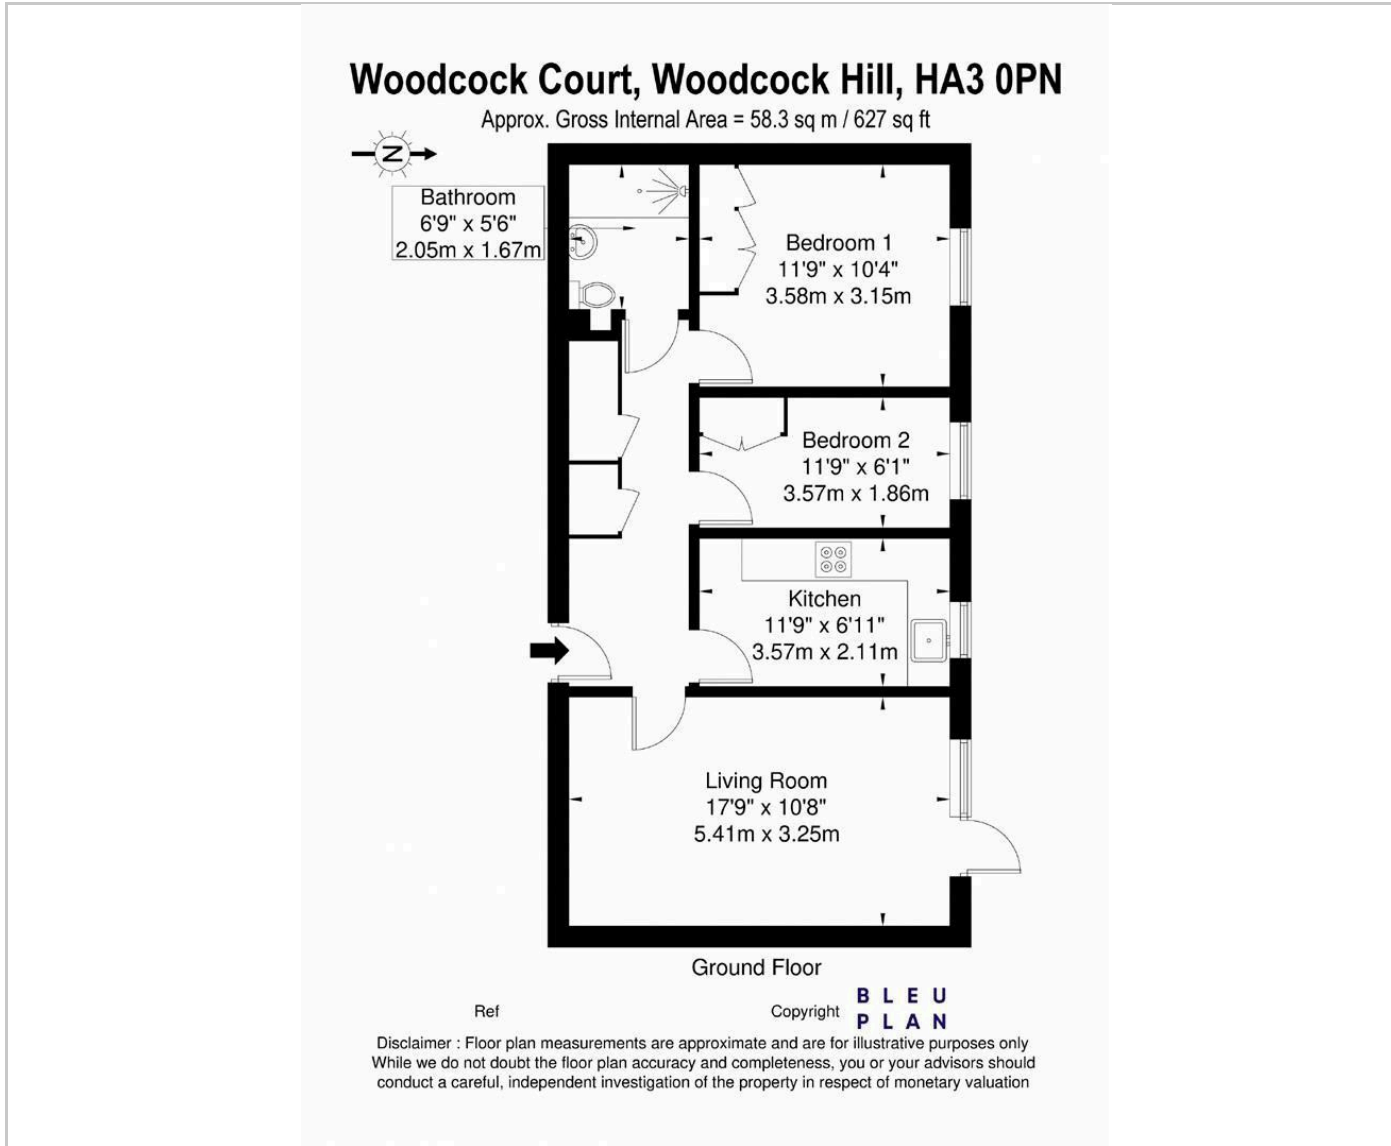 Woodcock Court, Woodcock Hill, HA3 0PN
Approx. Gross Internal Area = 58.3 sq m / 627 sq ft
N
Bathroom
6'9" x 5'6"
2.05m x 1.67m
Bedroom 1
11'9" x 10'4"
3.58m x 3.15m
Bedroom 2
11'9" x 6'1"
3.57m x 1.86m
Kitchen
11'9" x 6'11"
3.57m x 2.11m
Living Room
17'9" x 10'8"
5.41m x 3.25m
Ground Floor
Ref
Copyright
BLEU
PLAN
Disclaimer : Floor plan measurements are approximate and are for illustrative purposes only
While we do not doubt the floor plan accuracy and completeness, you or your advisors should
conduct a careful, independent investigation of the property in respect of monetary valuation